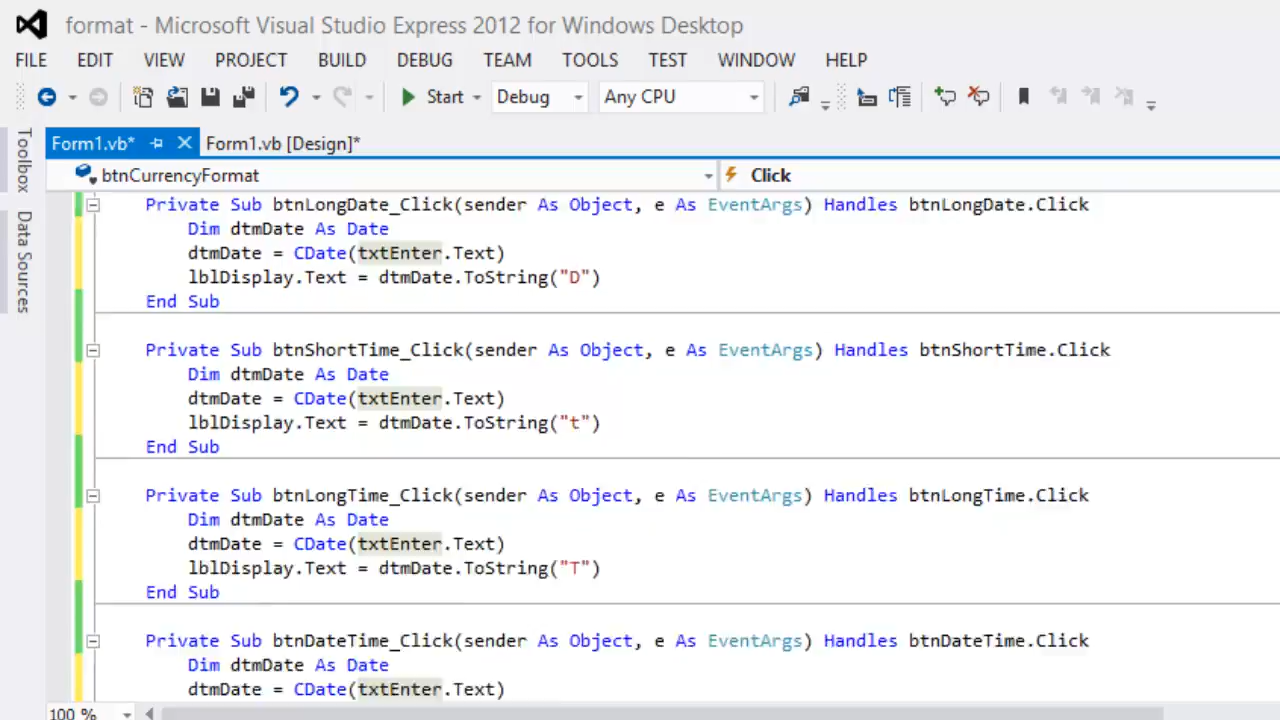 format - Microsoft Visual Studio Express 2012 for Windows Desktop
FILE EDIT VIEW PROJECT BUILD DEBUG TEAM TOOLS TEST WINDOW HELP
Start Debug Any CPU
Form1.vb* Form1.vb [Design]*
Toolbox
Data Sources
btnCurrencyFormat Click
Private Sub btnLongDate_Click(sender As Object, e As EventArgs) Handles btnLongDate.Click
Dim dtmDate As Date
dtmDate = CDate(txtEnter.Text)
lblDisplay.Text = dtmDate.ToString("D")
End Sub
Private Sub btnShortTime_Click(sender As Object, e As EventArgs) Handles btnShortTime.Click
Dim dtmDate As Date
dtmDate = CDate(txtEnter.Text)
lblDisplay.Text = dtmDate.ToString("t")
End Sub
Private Sub btnLongTime_Click(sender As Object, e As EventArgs) Handles btnLongTime.Click
Dim dtmDate As Date
dtmDate = CDate(txtEnter.Text)
lblDisplay.Text = dtmDate.ToString("T")
End Sub
Private Sub btnDateTime_Click(sender As Object, e As EventArgs) Handles btnDateTime.Click
Dim dtmDate As Date
dtmDate = CDate(txtEnter.Text)
100 %